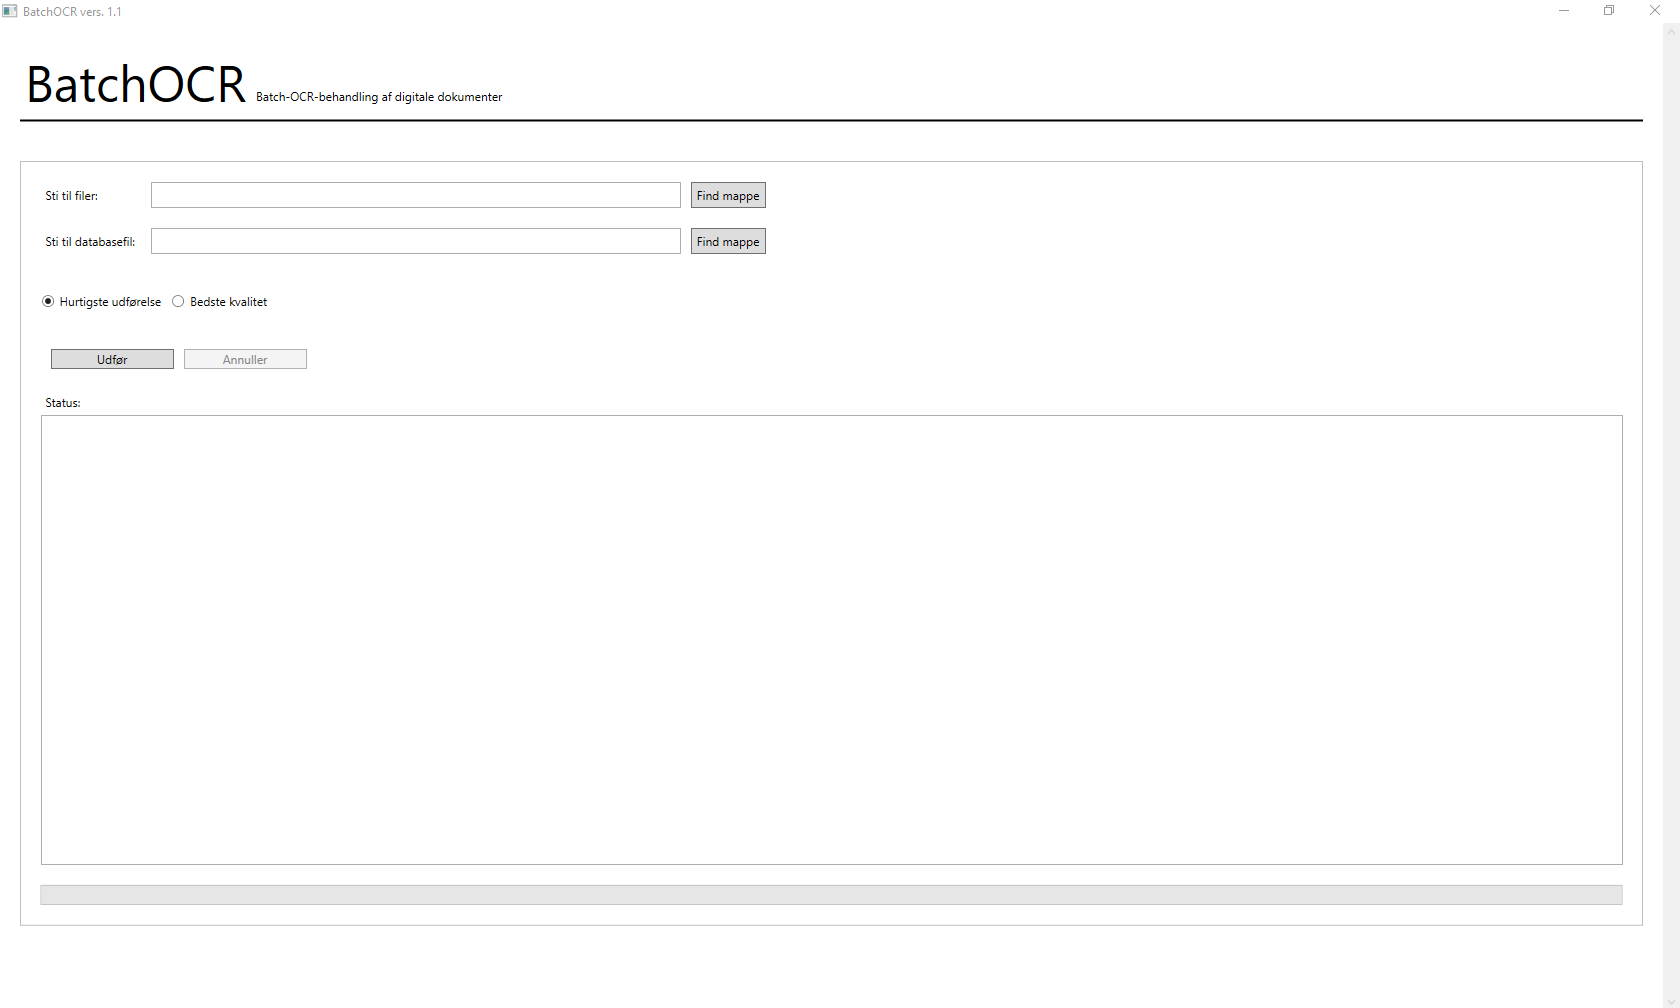 BatchOCR vers. 1.1
BatchOCR Batch-OCR-behandling af digitale dokumenter
Sti til filer: Find mappe
Sti til databasefil: Find mappe
Hurtigste udførelse Bedste kvalitet
Udfør Annuller
Status: